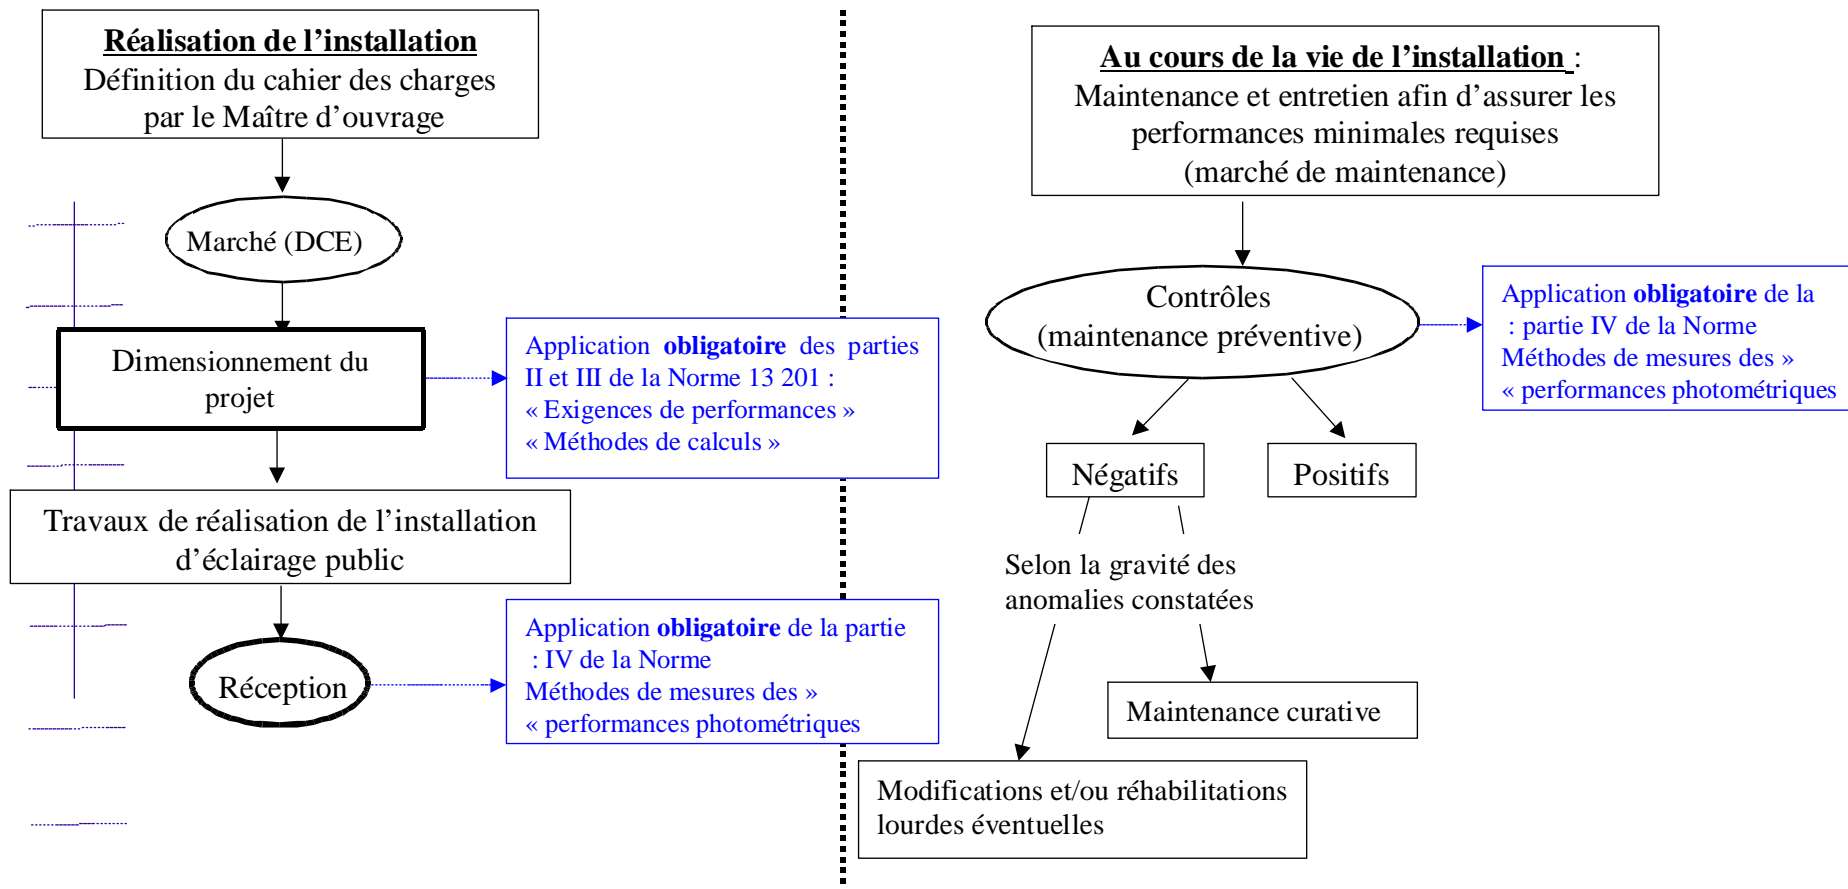 Réalisation de l’installation
Définition du cahier des charges
par le Maître d’ouvrage
Marché (DCE)
Dimensionnement du
projet
Application obligatoire des parties
II et III de la Norme 13 201 :
« Exigences de performances »
« Méthodes de calculs »
Travaux de réalisation de l’installation
d’éclairage public
Réception
Application obligatoire de la partie
: IV de la Norme
Méthodes de mesures des »
« performances photométriques
Au cours de la vie de l’installation :
Maintenance et entretien afin d’assurer les
performances minimales requises
(marché de maintenance)
Contrôles
(maintenance préventive)
Application obligatoire de la
: partie IV de la Norme
Méthodes de mesures des »
« performances photométriques
Négatifs
Positifs
Selon la gravité des
anomalies constatées
Maintenance curative
Modifications et/ou réhabilitations
lourdes éventuelles